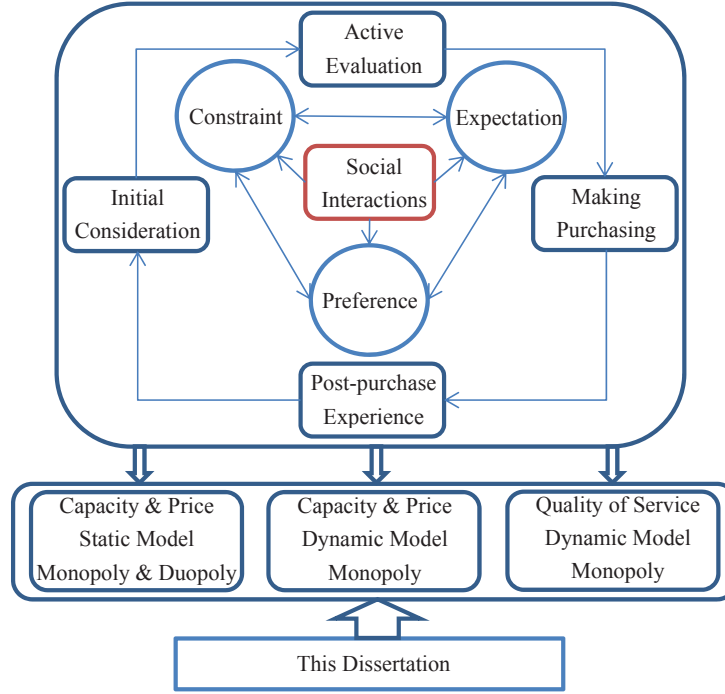 Active
Evaluation
Constraint
Expectation
Social
Interactions
Initial
Consideration
Making
Purchasing
Preference
Post-purchase
Experience
Capacity & Price
Static Model
Monopoly & Duopoly
Capacity & Price
Dynamic Model
Monopoly
Quality of Service
Dynamic Model
Monopoly
This Dissertation